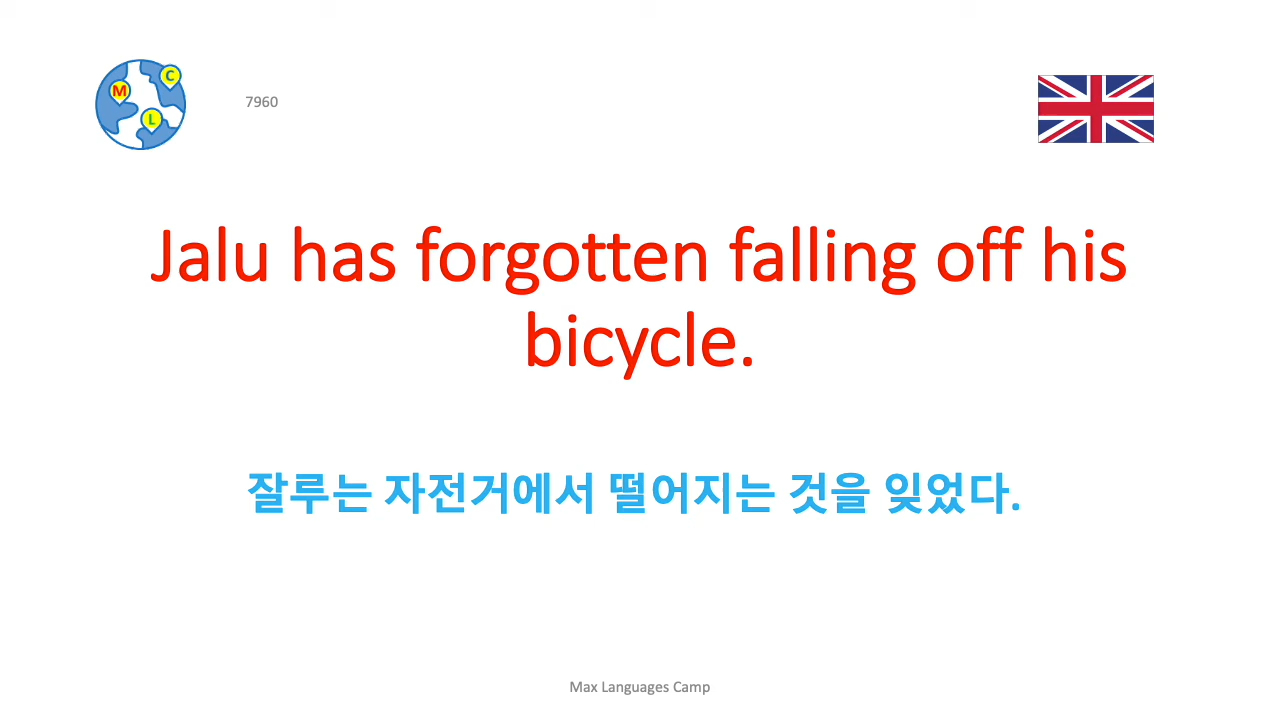 M
C
L
7960
Jalu has forgotten falling off his
bicycle.
잘루는 자전거에서 떨어지는 것을 잊었다.
Max Languages Camp